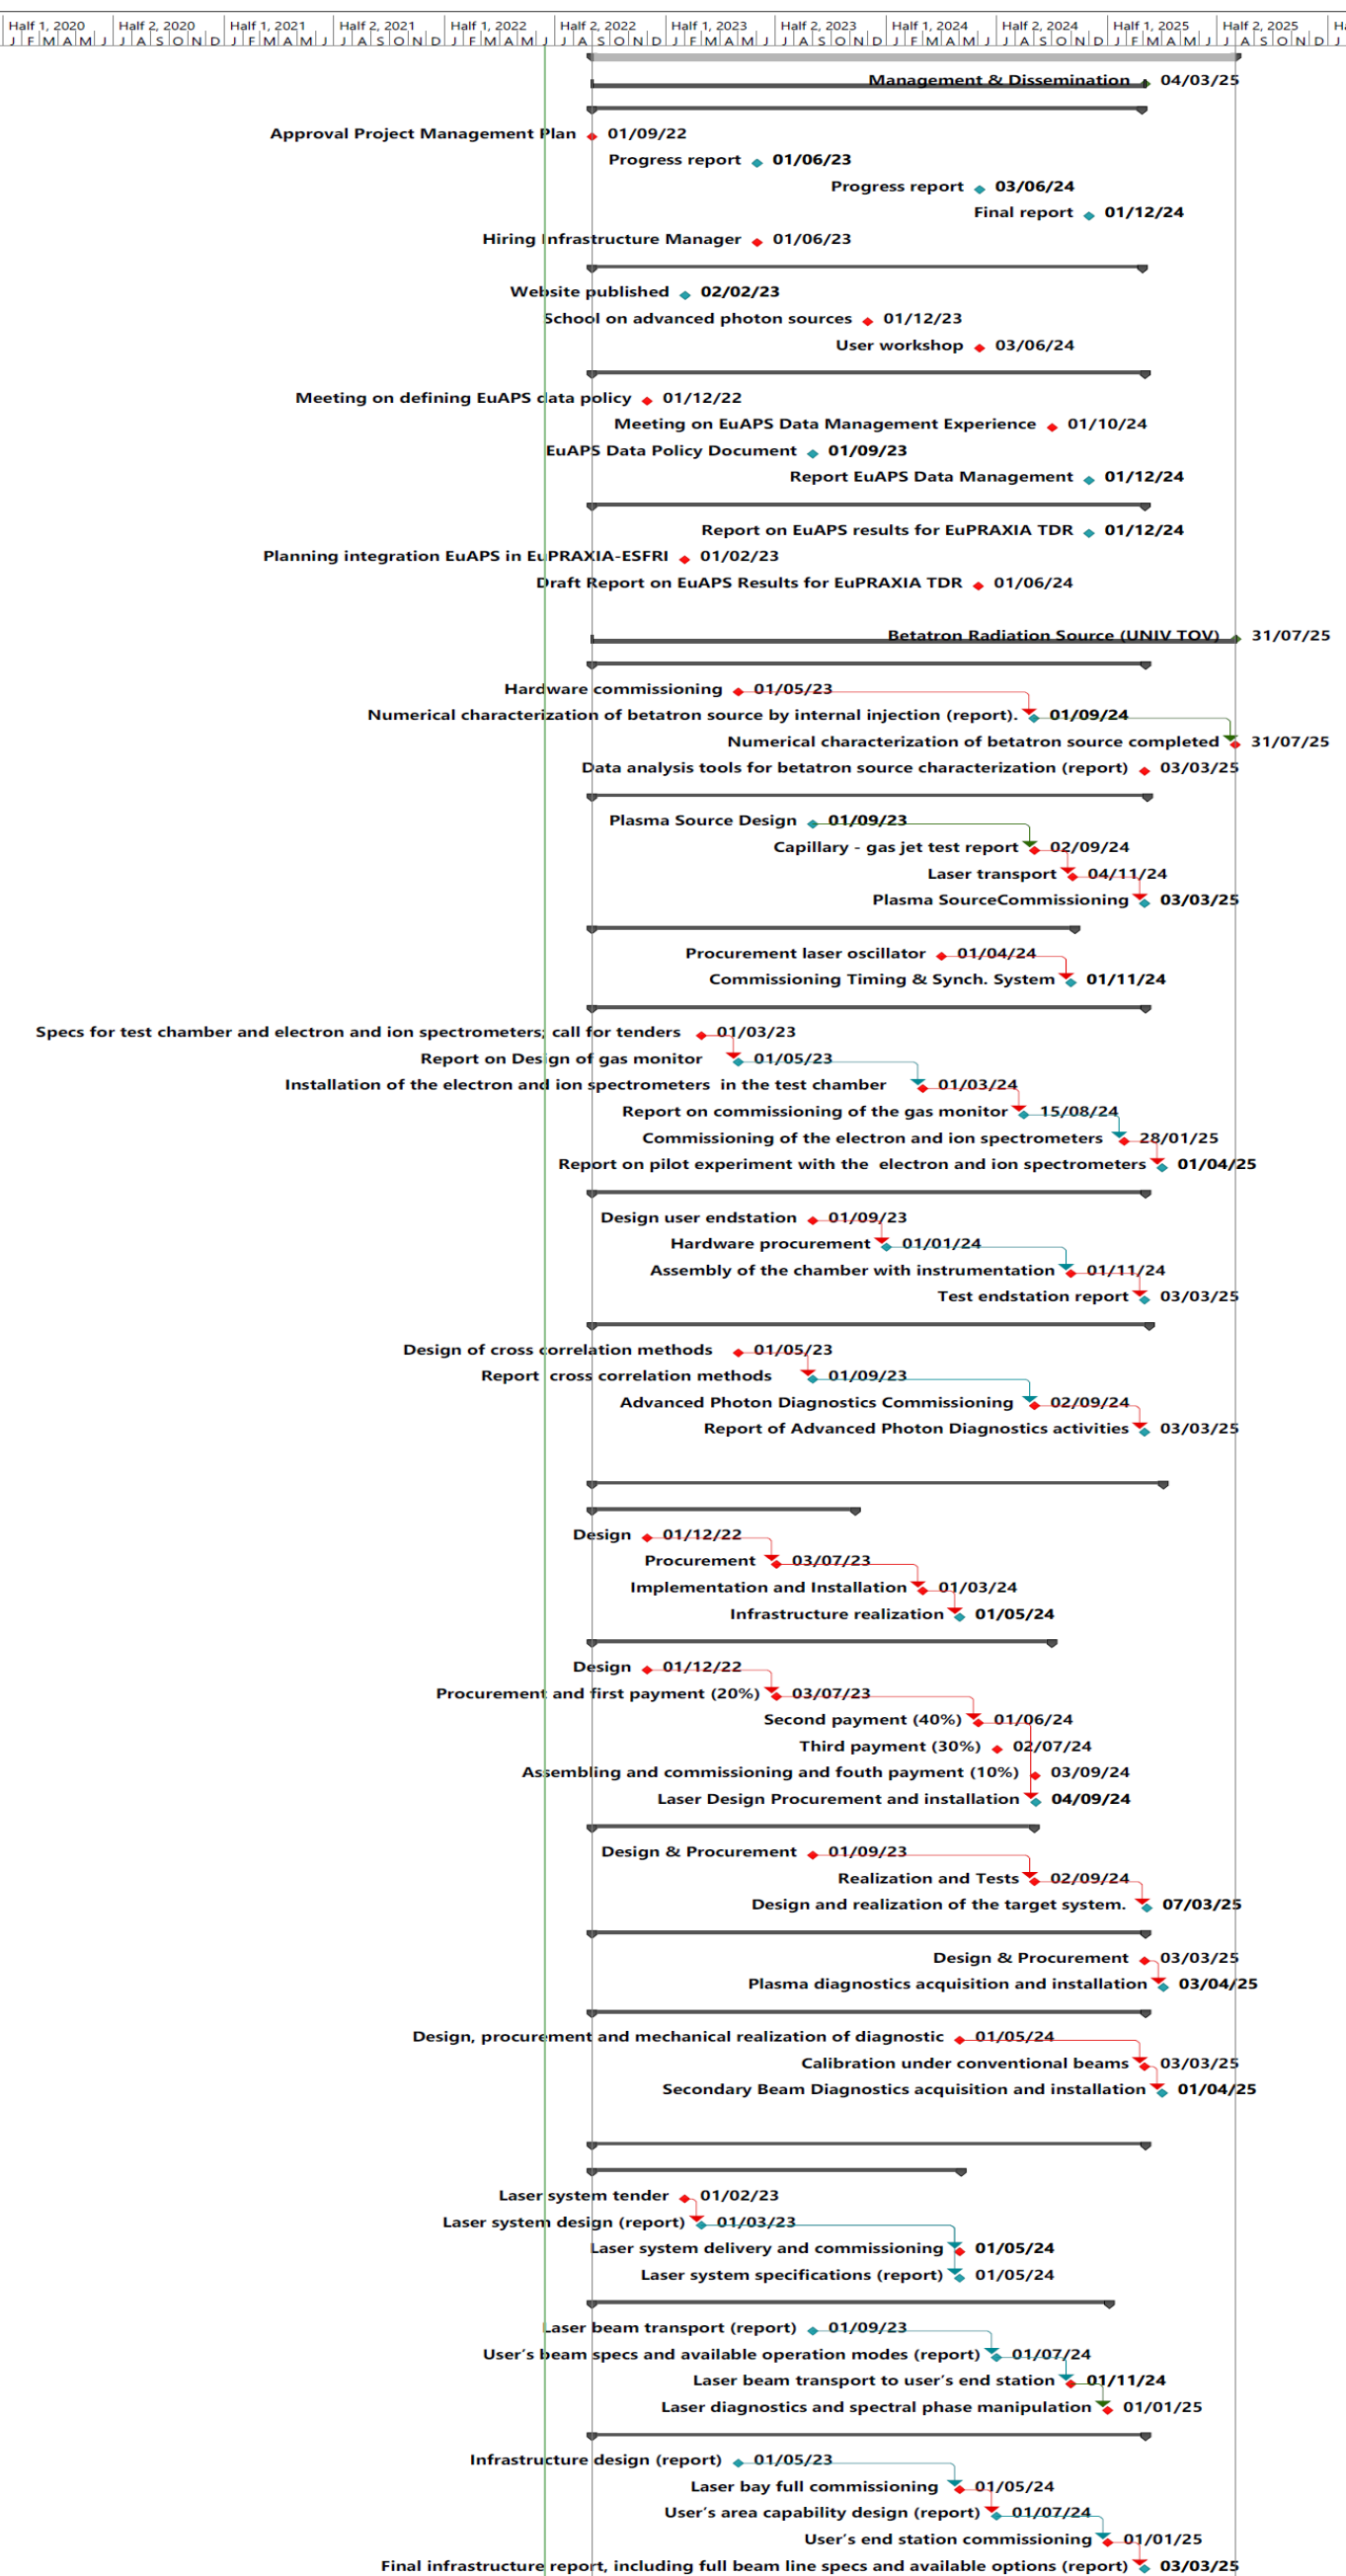 Half 1, 2020 Half 2, 2020 Half 1, 2021 Half 2, 2021 Half 1, 2022 Half 2, 2022 Half 1, 2023 Half 2, 2023 Half 1, 2024 Half 2, 2024 Half 1, 2025 Half 2, 2025 H
J F M A M J J A S O N D J F M A M J J A S O N D J F M A M J J A S O N D J F M A M J J A S O N D J F M A M J J A S O N D J F M A M J J A S O N D J
Management & Dissemination 04/03/25
Approval Project Management Plan 01/09/22
Progress report 01/06/23
Progress report 03/06/24
Final report 01/12/24
Hiring Infrastructure Manager 01/06/23
Website published 02/02/23
School on advanced photon sources 01/12/23
User workshop 03/06/24
Meeting on defining EuAPS data policy 01/12/22
Meeting on EuAPS Data Management Experience 01/10/24
EuAPS Data Policy Document 01/09/23
Report EuAPS Data Management 01/12/24
Report on EuAPS results for EuPRAXIA TDR 01/12/24
Planning integration EuAPS in EuPRAXIA-ESFRI 01/02/23
Draft Report on EuAPS Results for EuPRAXIA TDR 01/06/24
Betatron Radiation Source (UNIV TOV) 31/07/25
Hardware commissioning 01/05/23
Numerical characterization of betatron source by internal injection (report). 01/09/24
Numerical characterization of betatron source completed 31/07/25
Data analysis tools for betatron source characterization (report) 03/03/25
Plasma Source Design 01/09/23
Capillary - gas jet test report 02/09/24
Laser transport 04/11/24
Plasma SourceCommissioning 03/03/25
Procurement laser oscillator 01/04/24
Commissioning Timing & Synch. System 01/11/24
Specs for test chamber and electron and ion spectrometers; call for tenders 01/03/23
Report on Design of gas monitor 01/05/23
Installation of the electron and ion spectrometers in the test chamber 01/03/24
Report on commissioning of the gas monitor 15/08/24
Commissioning of the electron and ion spectrometers 28/01/25
Report on pilot experiment with the electron and ion spectrometers 01/04/25
Design user endstation 01/09/23
Hardware procurement 01/01/24
Assembly of the chamber with instrumentation 01/11/24
Test endstation report 03/03/25
Design of cross correlation methods 01/05/23
Report cross correlation methods 01/09/23
Advanced Photon Diagnostics Commissioning 02/09/24
Report of Advanced Photon Diagnostics activities 03/03/25
Design 01/12/22
Procurement 03/07/23
Implementation and Installation 01/03/24
Infrastructure realization 01/05/24
Design 01/12/22
Procurement and first payment (20%) 03/07/23
Second payment (40%) 01/06/24
Third payment (30%) 02/07/24
Assembling and commissioning and fouth payment (10%) 03/09/24
Laser Design Procurement and installation 04/09/24
Design & Procurement 01/09/23
Realization and Tests 02/09/24
Design and realization of the target system. 07/03/25
Design & Procurement 03/03/25
Plasma diagnostics acquisition and installation 03/04/25
Design, procurement and mechanical realization of diagnostic 01/05/24
Calibration under conventional beams 03/03/25
Secondary Beam Diagnostics acquisition and installation 01/04/25
Laser system tender 01/02/23
Laser system design (report) 01/03/23
Laser system delivery and commissioning 01/05/24
Laser system specifications (report) 01/05/24
Laser beam transport (report) 01/09/23
User's beam specs and available operation modes (report) 01/07/24
Laser beam transport to user's end station 01/11/24
Laser diagnostics and spectral phase manipulation 01/01/25
Infrastructure design (report) 01/05/23
Laser bay full commissioning 01/05/24
User's area capability design (report) 01/07/24
User's end station commissioning 01/01/25
Final infrastructure report, including full beam line specs and available options (report) 03/03/25